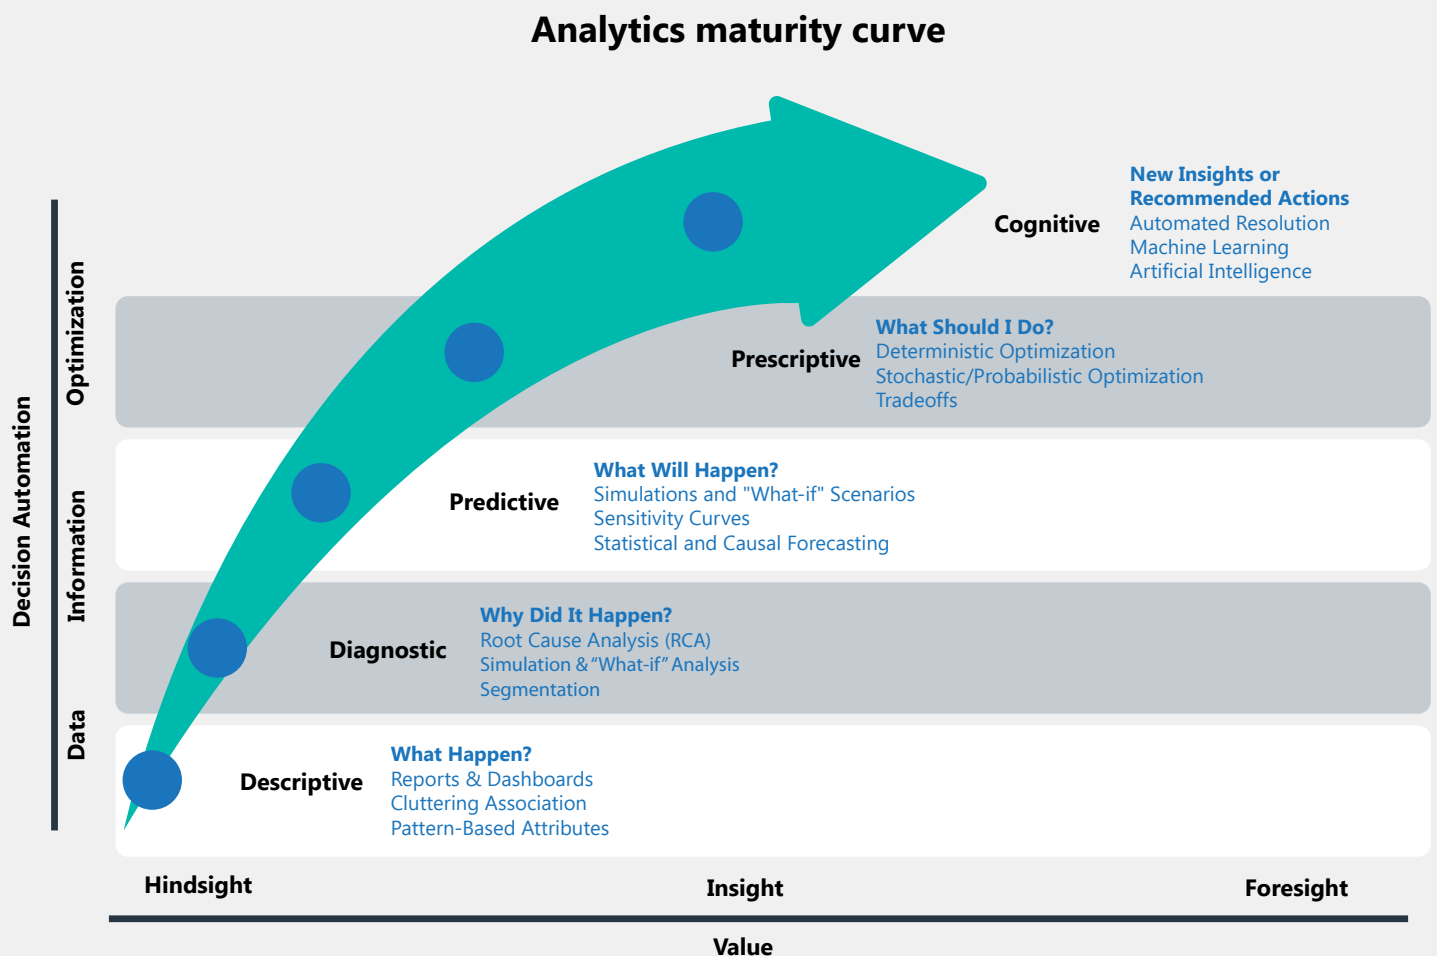 Analytics maturity curve
Decision Automation
Optimization
Information
Data
Cognitive
New Insights or
Recommended Actions
Automated Resolution
Machine Learning
Artificial Intelligence
Prescriptive
What Should I Do?
Deterministic Optimization
Stochastic/Probabilistic Optimization
Tradeoffs
Predictive
What Will Happen?
Simulations and "What-if" Scenarios
Sensitivity Curves
Statistical and Causal Forecasting
Diagnostic
Why Did It Happen?
Root Cause Analysis (RCA)
Simulation & “What-if” Analysis
Segmentation
Descriptive
What Happen?
Reports & Dashboards
Cluttering Association
Pattern-Based Attributes
Hindsight
Insight
Foresight
Value